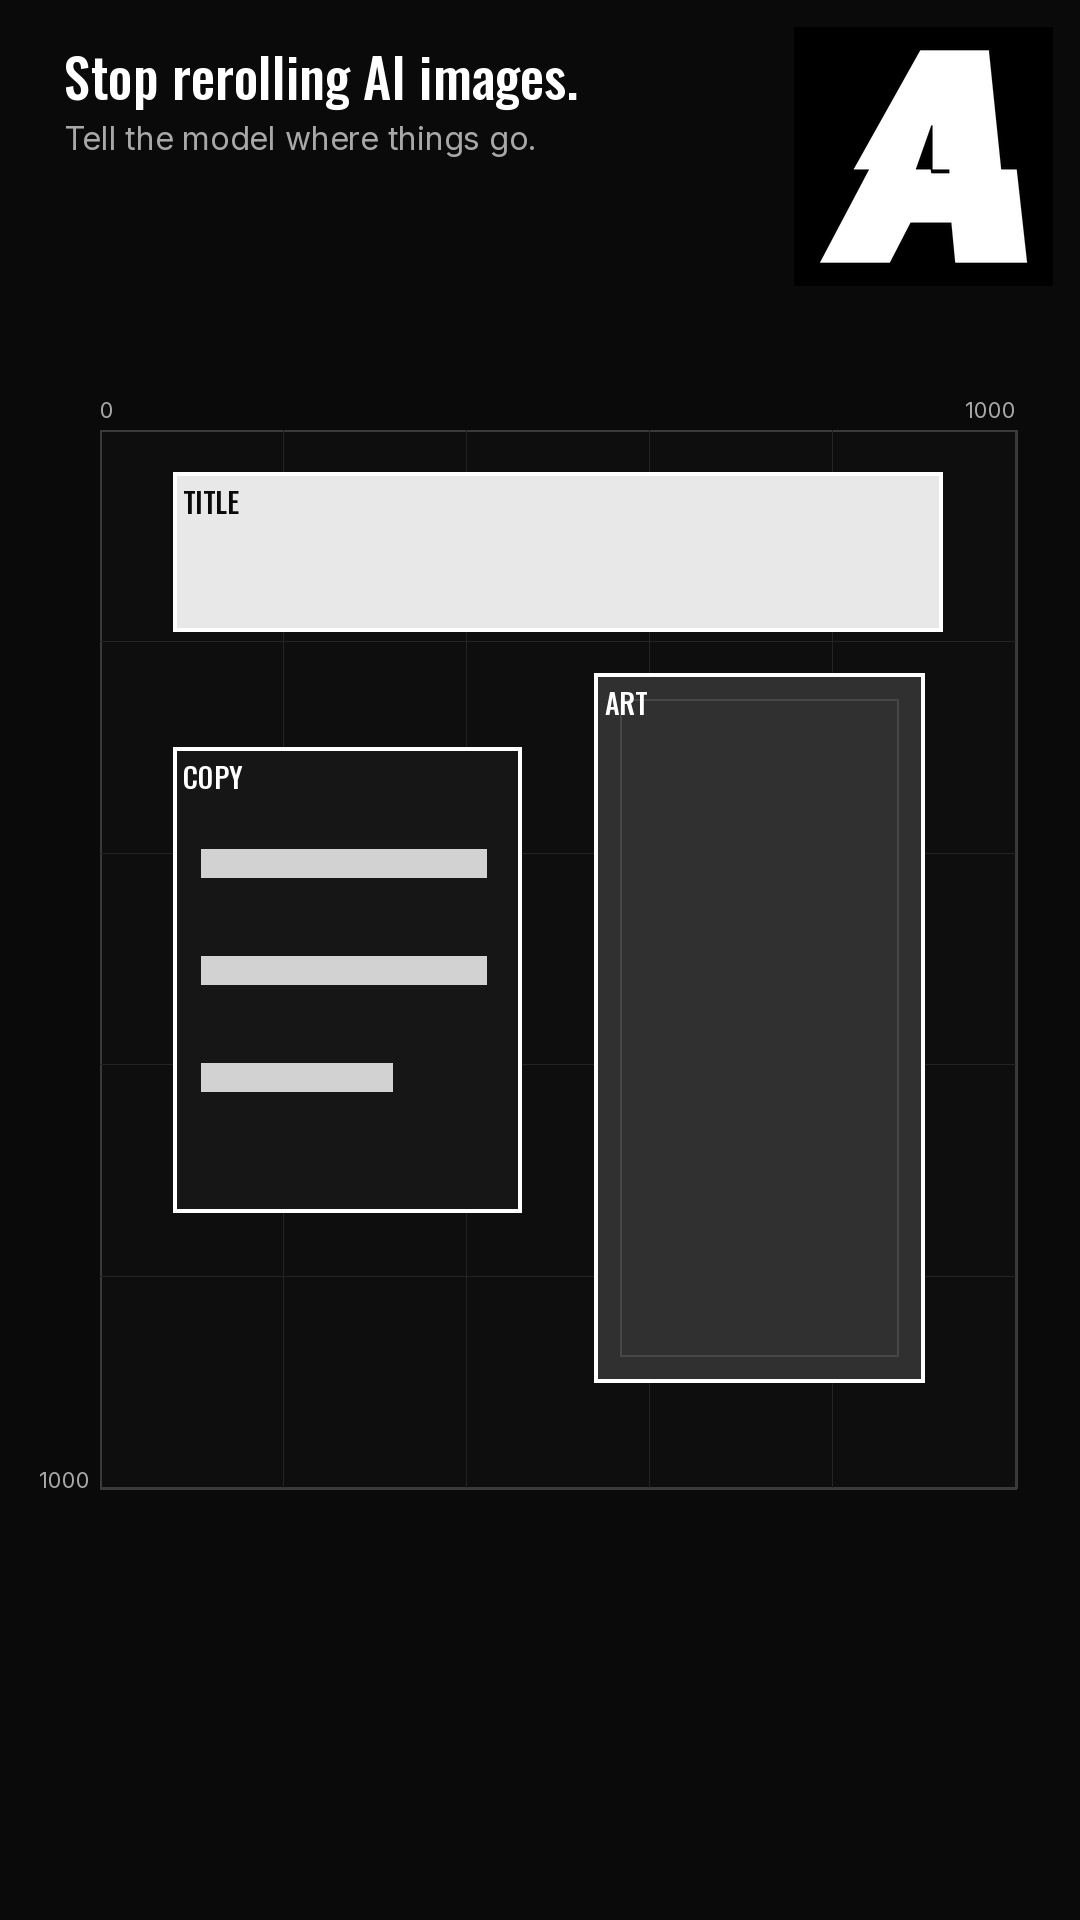 Stop rerolling AI images.
Tell the model where things go.
A
0
1000
TITLE
ART
COPY
1000